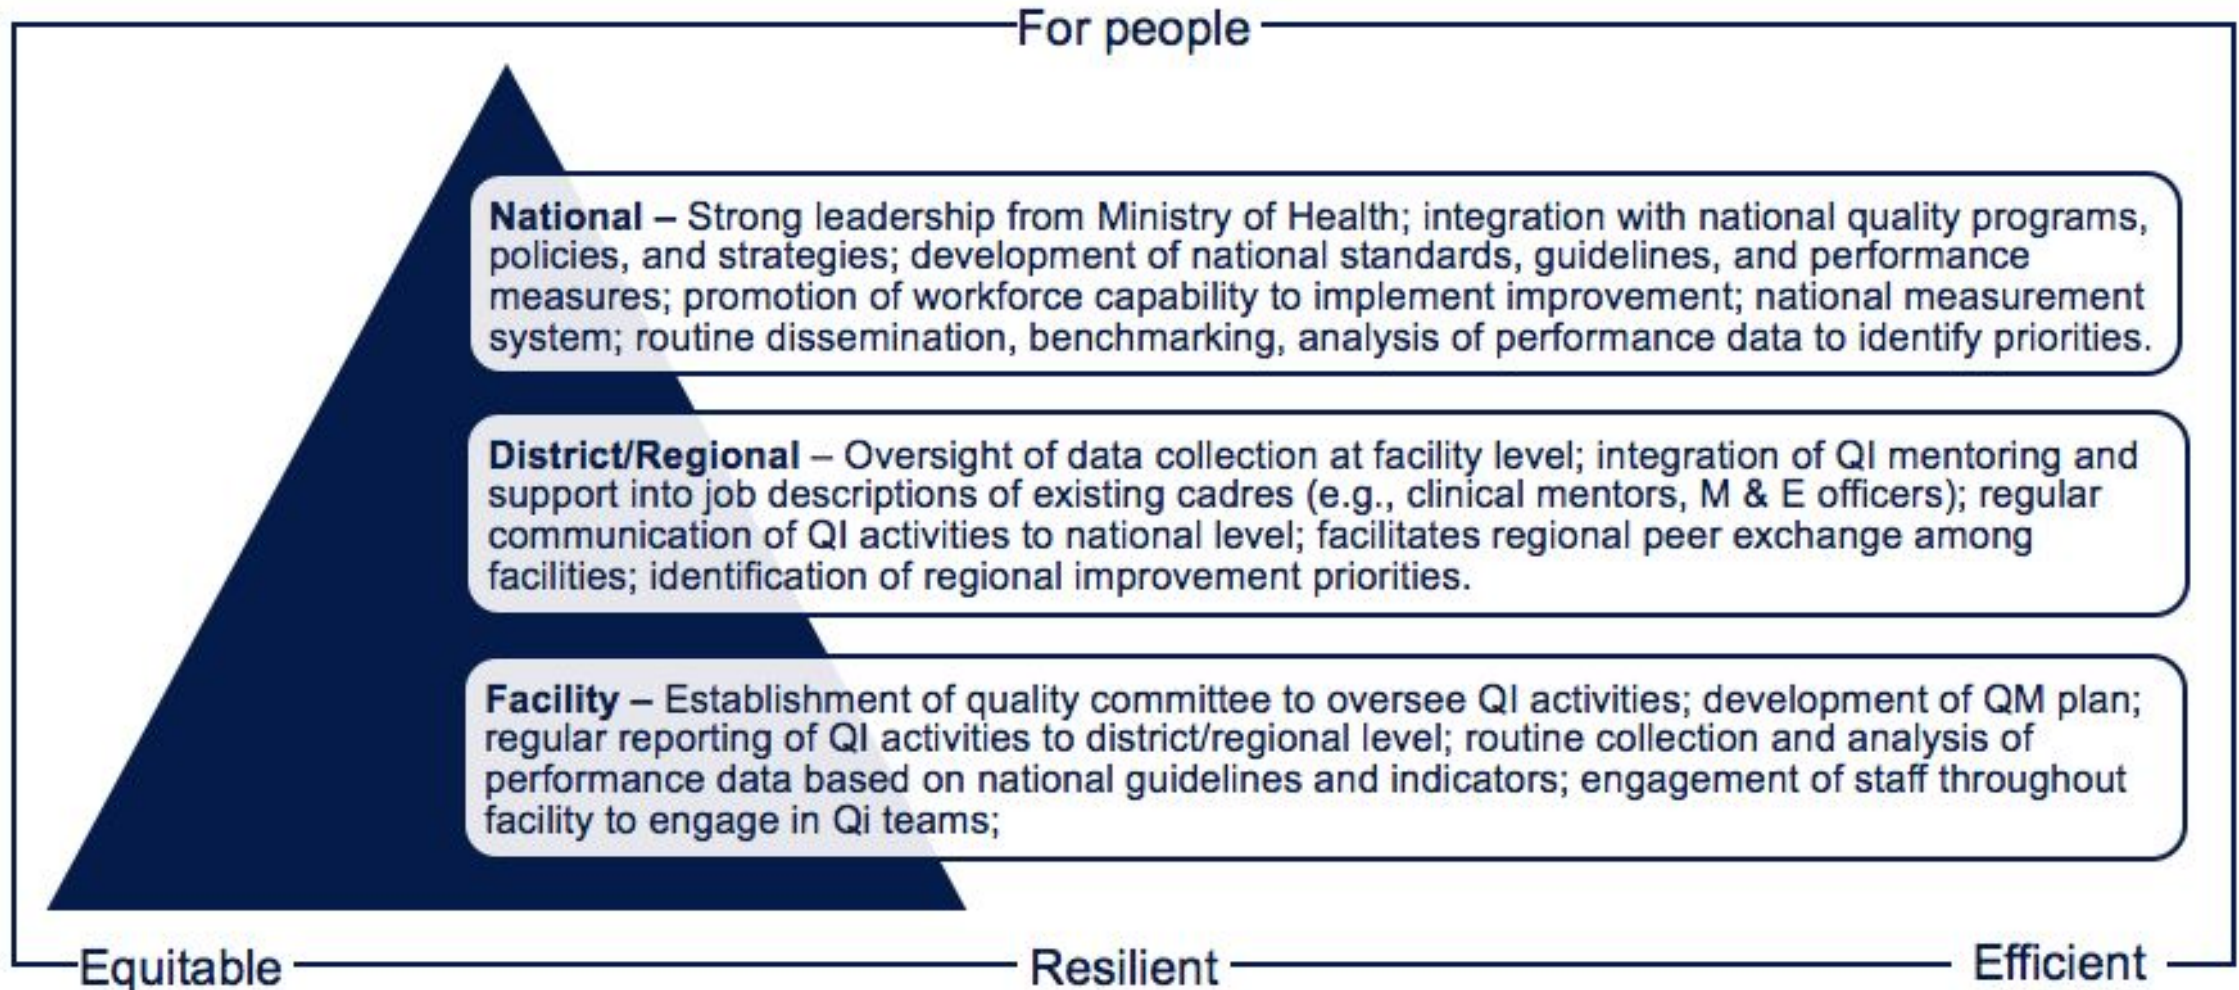 For people
National – Strong leadership from Ministry of Health; integration with national quality programs,
policies, and strategies; development of national standards, guidelines, and performance
measures; promotion of workforce capability to implement improvement; national measurement
system; routine dissemination, benchmarking, analysis of performance data to identify priorities.
District/Regional – Oversight of data collection at facility level; integration of QI mentoring and
support into job descriptions of existing cadres (e.g., clinical mentors, M & E officers); regular
communication of QI activities to national level; facilitates regional peer exchange among
facilities; identification of regional improvement priorities.
Facility – Establishment of quality committee to oversee QI activities; development of QM plan;
regular reporting of QI activities to district/regional level; routine collection and analysis of
performance data based on national guidelines and indicators; engagement of staff throughout
facility to engage in Qi teams;
Equitable Resilient Efficient